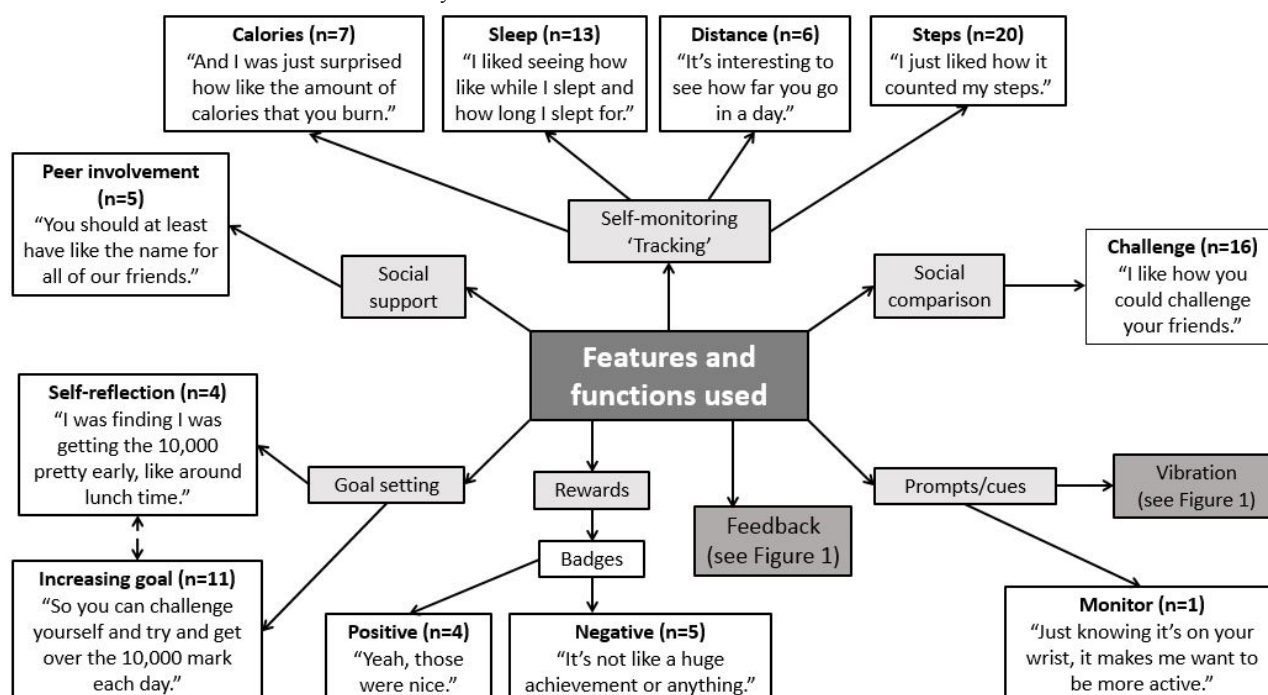 Calories (n=7)
“And I was just surprised
how like the amount of
calories that you burn.”
Sleep (n=13)
“I liked seeing how
like while I slept and
how long I slept for.”
Distance (n=6)
“It’s interesting to
see how far you go
in a day.”
Steps (n=20)
“I just liked how it
counted my steps.”
Peer involvement
(n=5)
“You should at least
have like the name for
all of our friends.”
Social
support
Self-monitoring
‘Tracking’
Social
comparison
Challenge (n=16)
“I like how you
could challenge
your friends.”
Features and
functions used
Self-reflection (n=4)
“I was finding I was
getting the 10,000
pretty early, like around
lunch time.”
Goal setting
Rewards
Feedback
(see Figure 1)
Prompts/cues
Vibration
(see Figure 1)
Badges
Increasing goal (n=11)
“So you can challenge
yourself and try and get
over the 10,000 mark
each day.”
Positive (n=4)
“Yeah, those
were nice.”
Negative (n=5)
“It’s not like a huge
achievement or anything.”
Monitor (n=1)
“Just knowing it’s on your
wrist, it makes me want to
be more active.”